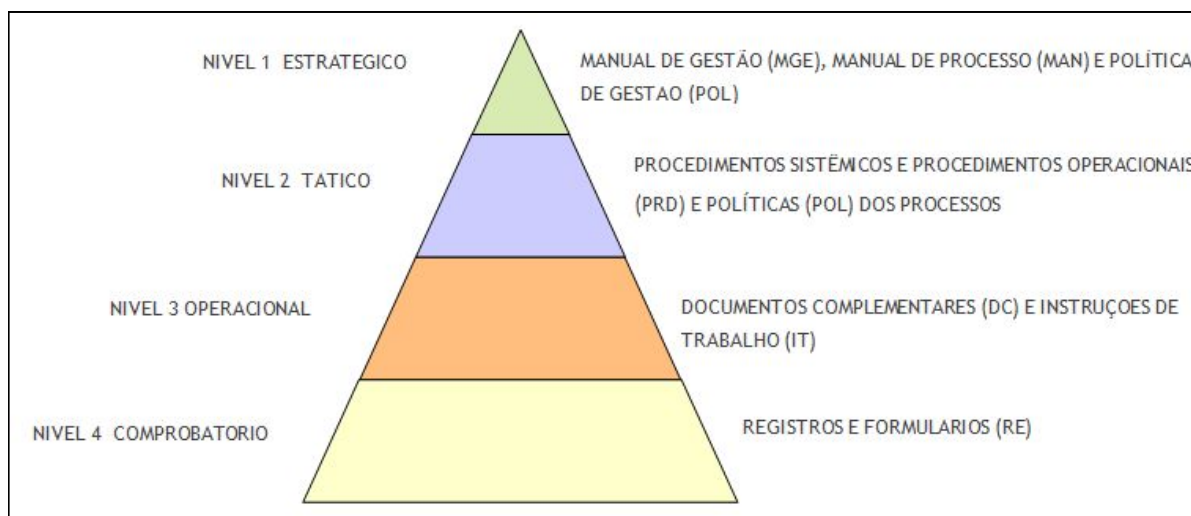 NIVEL 1 ESTRATEGICO
MANUAL DE GESTÃO (MGE), MANUAL DE PROCESSO (MAN) E POLÍTICA
DE GESTAO (POL)
NIVEL 2 TATICO
PROCEDIMENTOS SISTÊMICOS E PROCEDIMENTOS OPERACIONAIS
(PRD) E POLÍTICAS (POL) DOS PROCESSOS
NIVEL 3 OPERACIONAL
DOCUMENTOS COMPLEMENTARES (DC) E INSTRUÇOES DE
TRABALHO (IT)
NIVEL 4 COMPROBATORIO
REGISTROS E FORMULARIOS (RE)